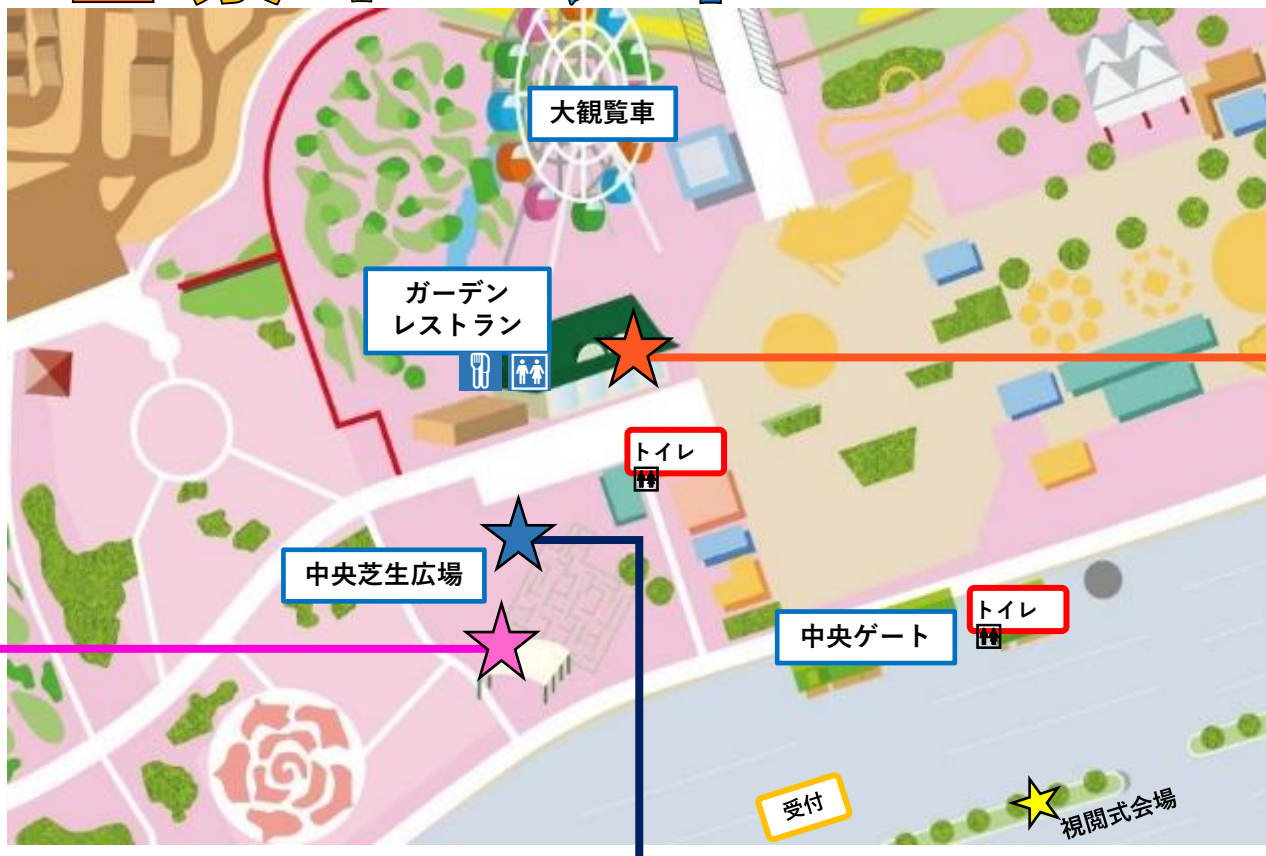 大観覧車
ガーデン
レストラン
トイレ
中央芝生広場
トイレ
中央ゲート
受付
視閲式会場